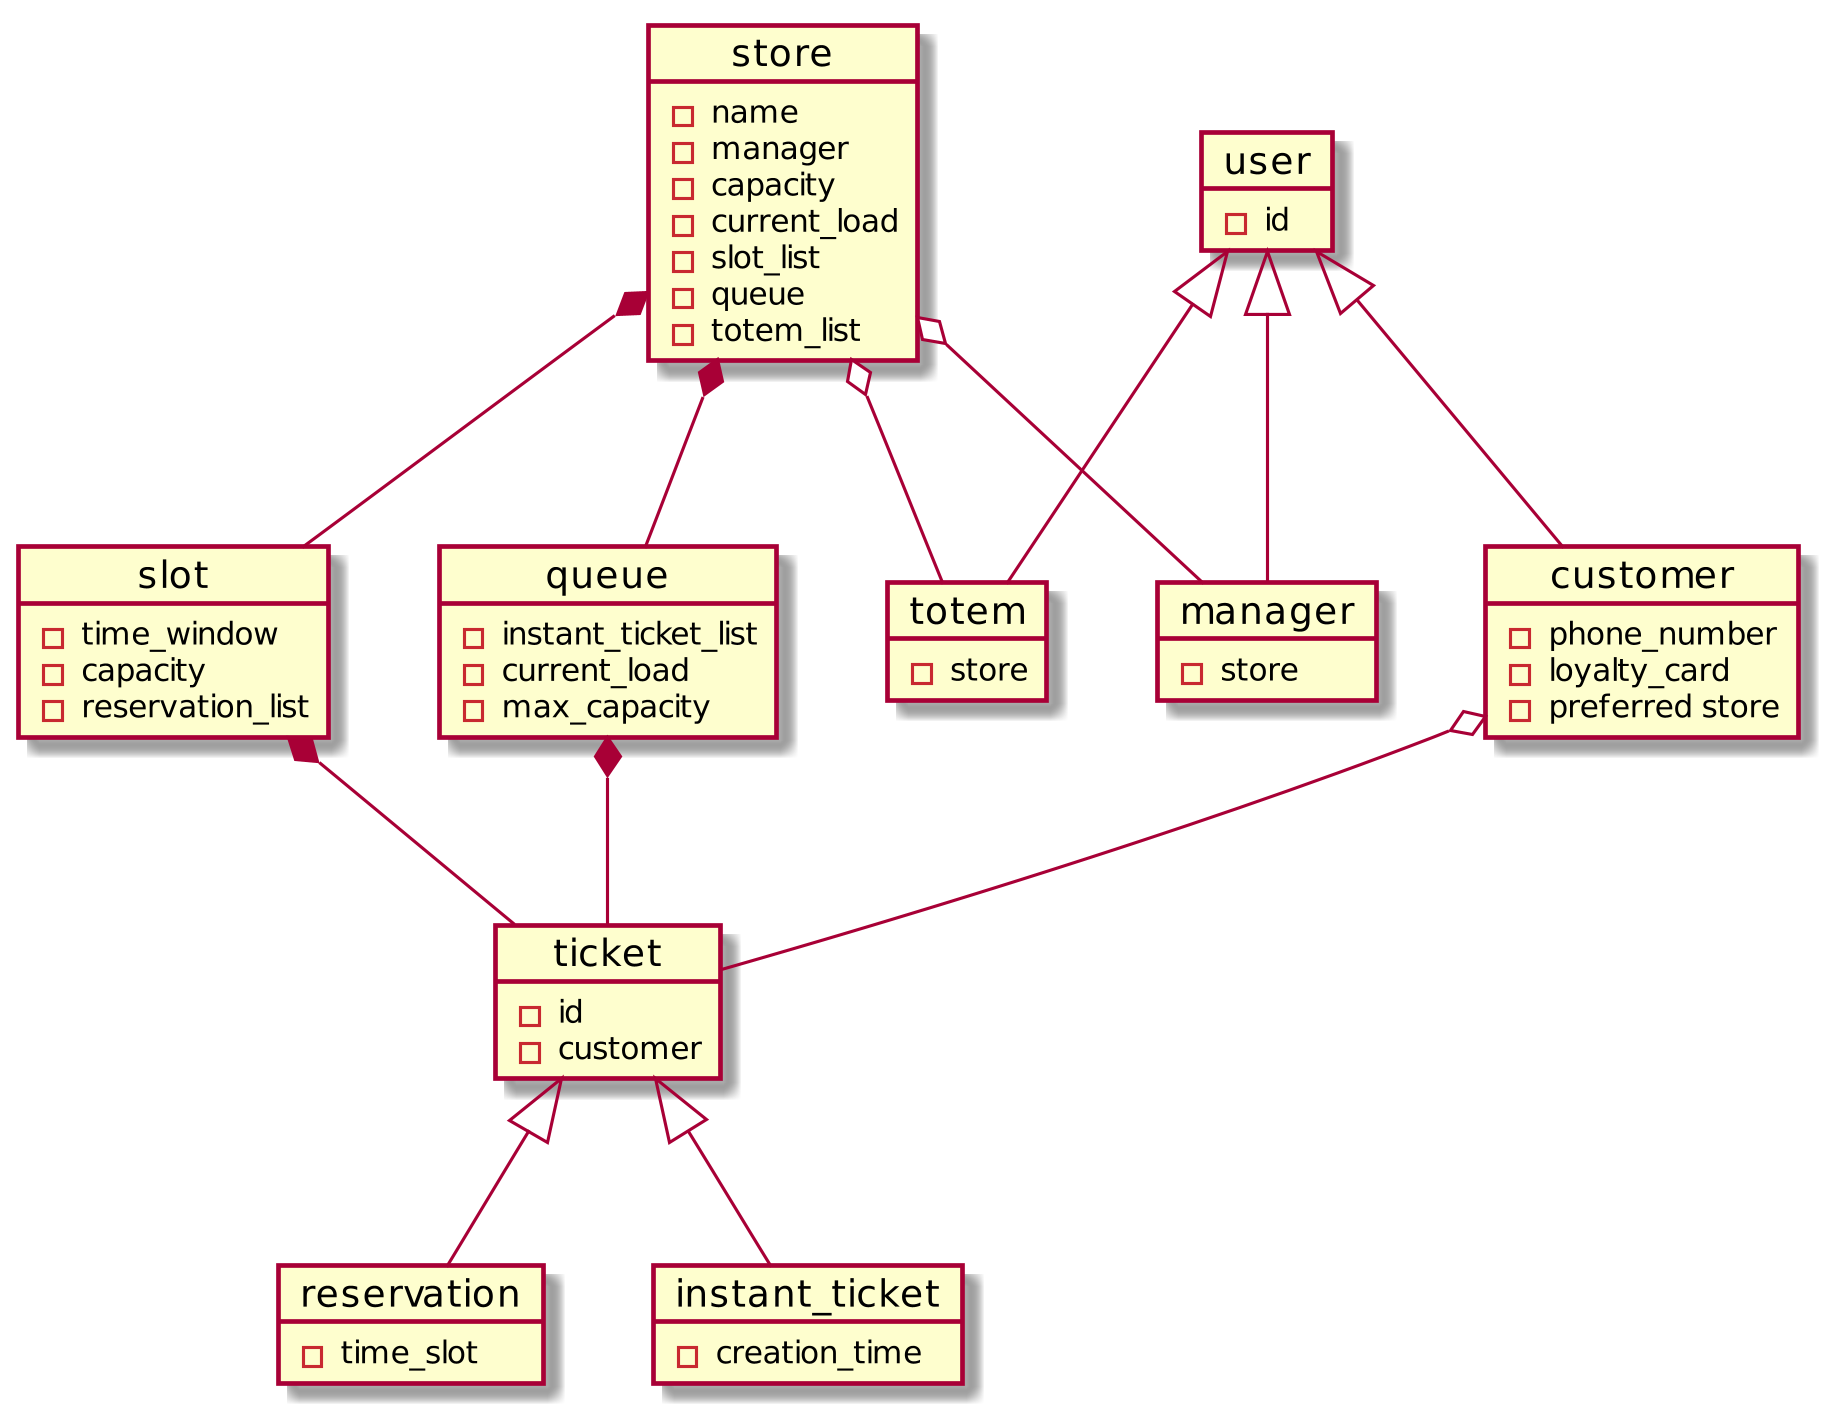 store
name
manager
capacity
current_load
slot_list
queue
totem_list
user
id
slot
time_window
capacity
reservation_list
queue
instant_ticket_list
current_load
max_capacity
totem
store
manager
store
customer
phone_number
loyalty_card
preferred store
ticket
id
customer
reservation
time_slot
instant_ticket
creation_time